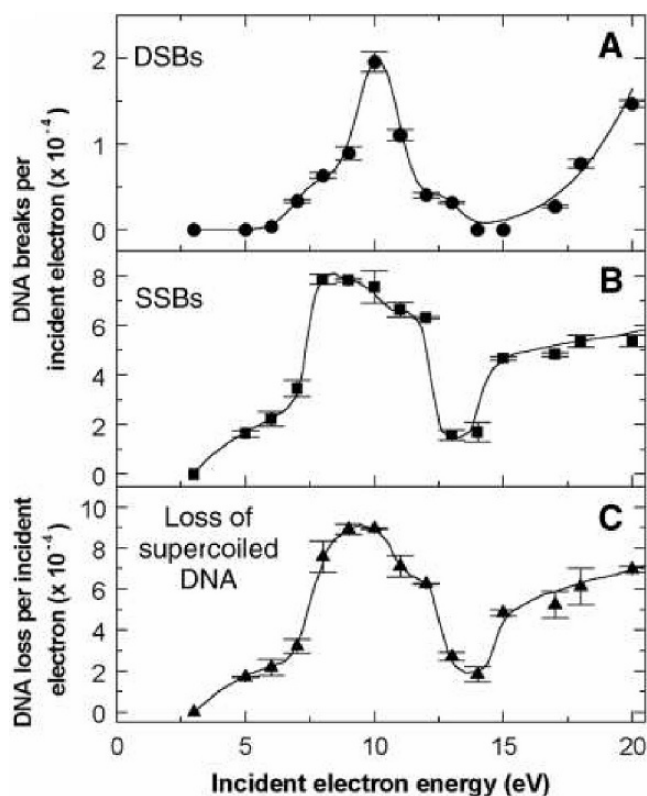 A
DSBs
2
1
0
B
SSBs
8
6
4
2
0
DNA breaks per
incident electron (x 10⁻⁴)
C
Loss of
supercoiled
DNA
10
8
6
4
2
0
DNA loss per incident
electron (x 10⁻⁴)
0 5 10 15 20
Incident electron energy (eV)